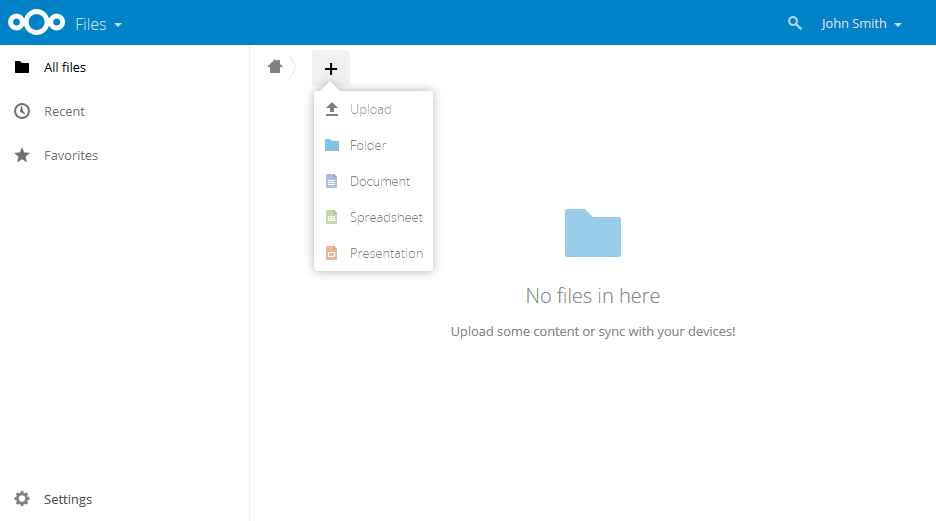 Files
John Smith
All files
Recent
Favorites
Settings
Upload
Folder
Document
Spreadsheet
Presentation
No files in here
Upload some content or sync with your devices!